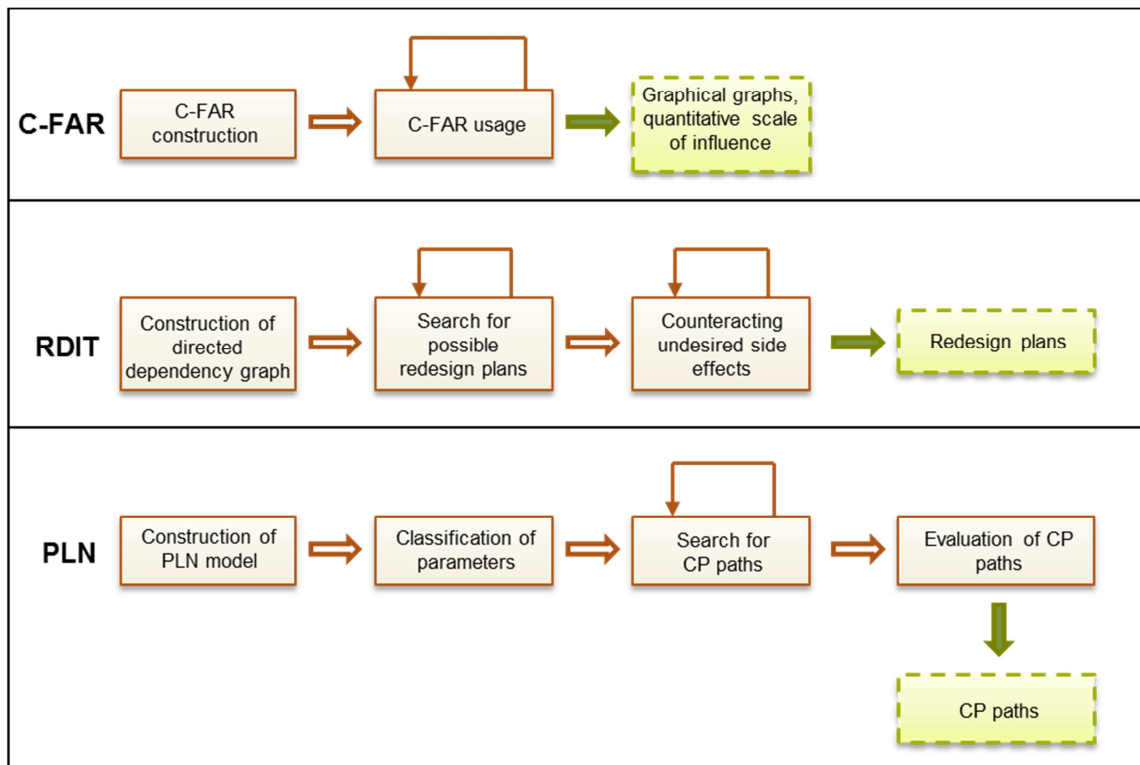 C-FAR
C-FAR
construction
C-FAR usage
Graphical graphs,
quantitative scale
of influence
RDIT
Construction of
directed
dependency graph
Search for
possible
redesign plans
Counteracting
undesired side
effects
Redesign plans
PLN
Construction of
PLN model
Classification of
parameters
Search for
CP paths
Evaluation of CP
paths
CP paths